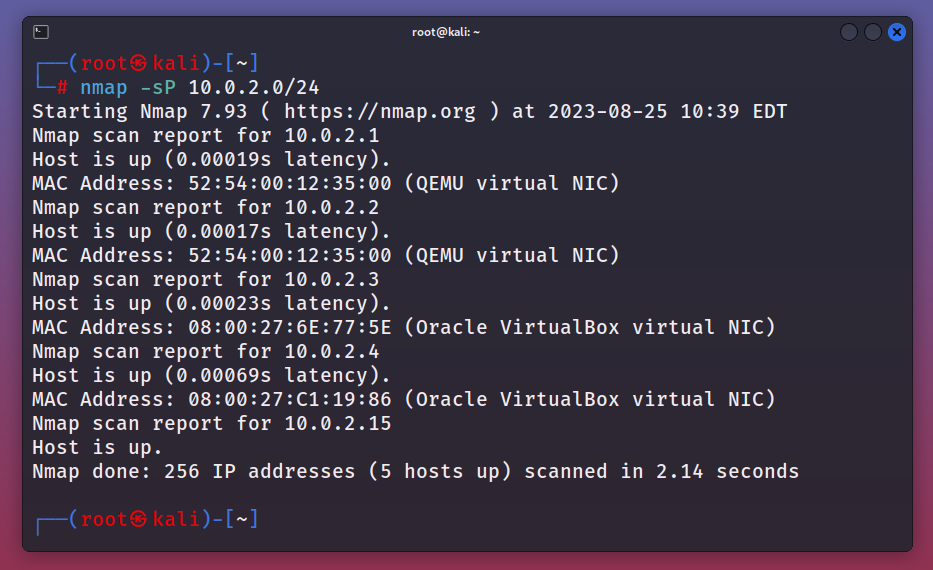 root@kali: ~
┌──(root㉿kali)-[~]
└─# nmap -sP 10.0.2.0/24
Starting Nmap 7.93 ( https://nmap.org ) at 2023-08-25 10:39 EDT
Nmap scan report for 10.0.2.1
Host is up (0.00019s latency).
MAC Address: 52:54:00:12:35:00 (QEMU virtual NIC)
Nmap scan report for 10.0.2.2
Host is up (0.00017s latency).
MAC Address: 52:54:00:12:35:00 (QEMU virtual NIC)
Nmap scan report for 10.0.2.3
Host is up (0.00023s latency).
MAC Address: 08:00:27:6E:77:5E (Oracle VirtualBox virtual NIC)
Nmap scan report for 10.0.2.4
Host is up (0.00069s latency).
MAC Address: 08:00:27:C1:19:86 (Oracle VirtualBox virtual NIC)
Nmap scan report for 10.0.2.15
Host is up.
Nmap done: 256 IP addresses (5 hosts up) scanned in 2.14 seconds
┌──(root㉿kali)-[~]